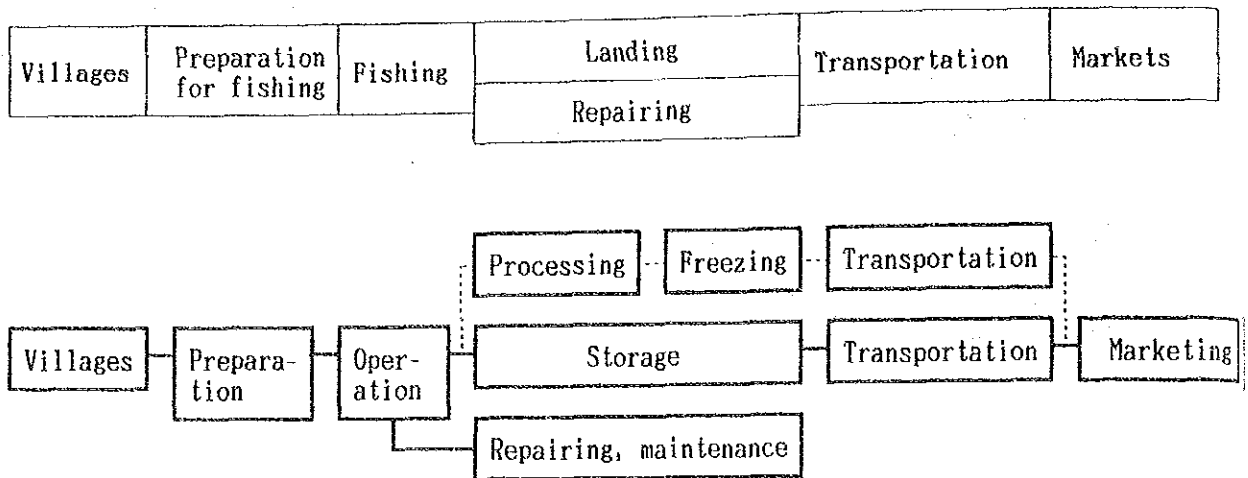 Villages
Preparation
for fishing
Fishing
Landing
Repairing
Transportation
Markets
Processing
Freezing
Transportation
Villages
Prepara-
tion
Oper-
ation
Storage
Transportation
Marketing
Repairing, maintenance